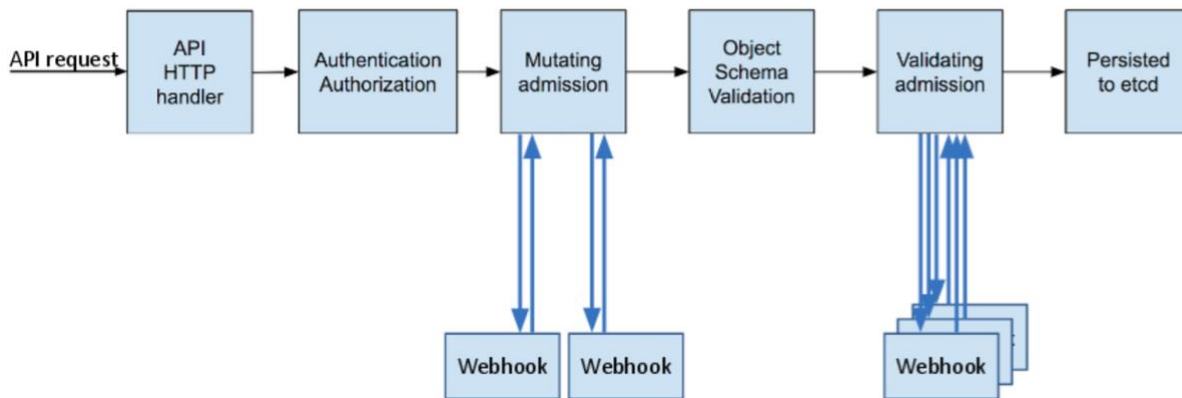 API request
API
HTTP
handler
Authentication
Authorization
Mutating
admission
Object
Schema
Validation
Validating
admission
Persisted
to etcd
Webhook
Webhook
Webhook